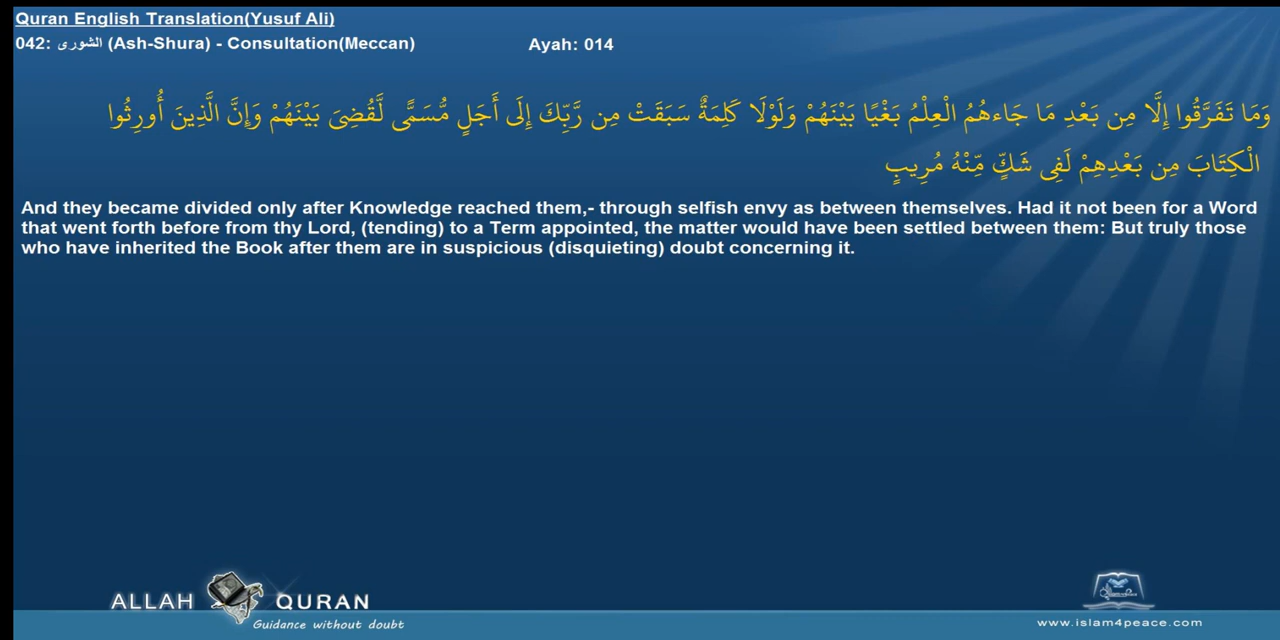 Quran English Translation(Yusuf Ali)
042: الشورى (Ash-Shura) - Consultation(Meccan) Ayah: 014
وَمَا تَفَرَّقُوا إِلَّا مِن بَعْدِ مَا جَاءهُمُ الْعِلْمُ بَغْيًا بَيْنَهُمْ وَلَوْلَا كَلِمَةٌ سَبَقَتْ مِن رَّبِّكَ إِلَى أَجَلٍ مُّسَمًّى لَّقُضِيَ بَيْنَهُمْ وَإِنَّ الَّذِينَ أُورِثُوا
الْكِتَابَ مِن بَعْدِهِمْ لَفِي شَكٍّ مِّنْهُ مُرِيبٍ
And they became divided only after Knowledge reached them,- through selfish envy as between themselves. Had it not been for a Word
that went forth before from thy Lord, (tending) to a Term appointed, the matter would have been settled between them: But truly those
who have inherited the Book after them are in suspicious (disquieting) doubt concerning it.
ALLAH QURAN
Guidance without doubt
www.islam4peace.com